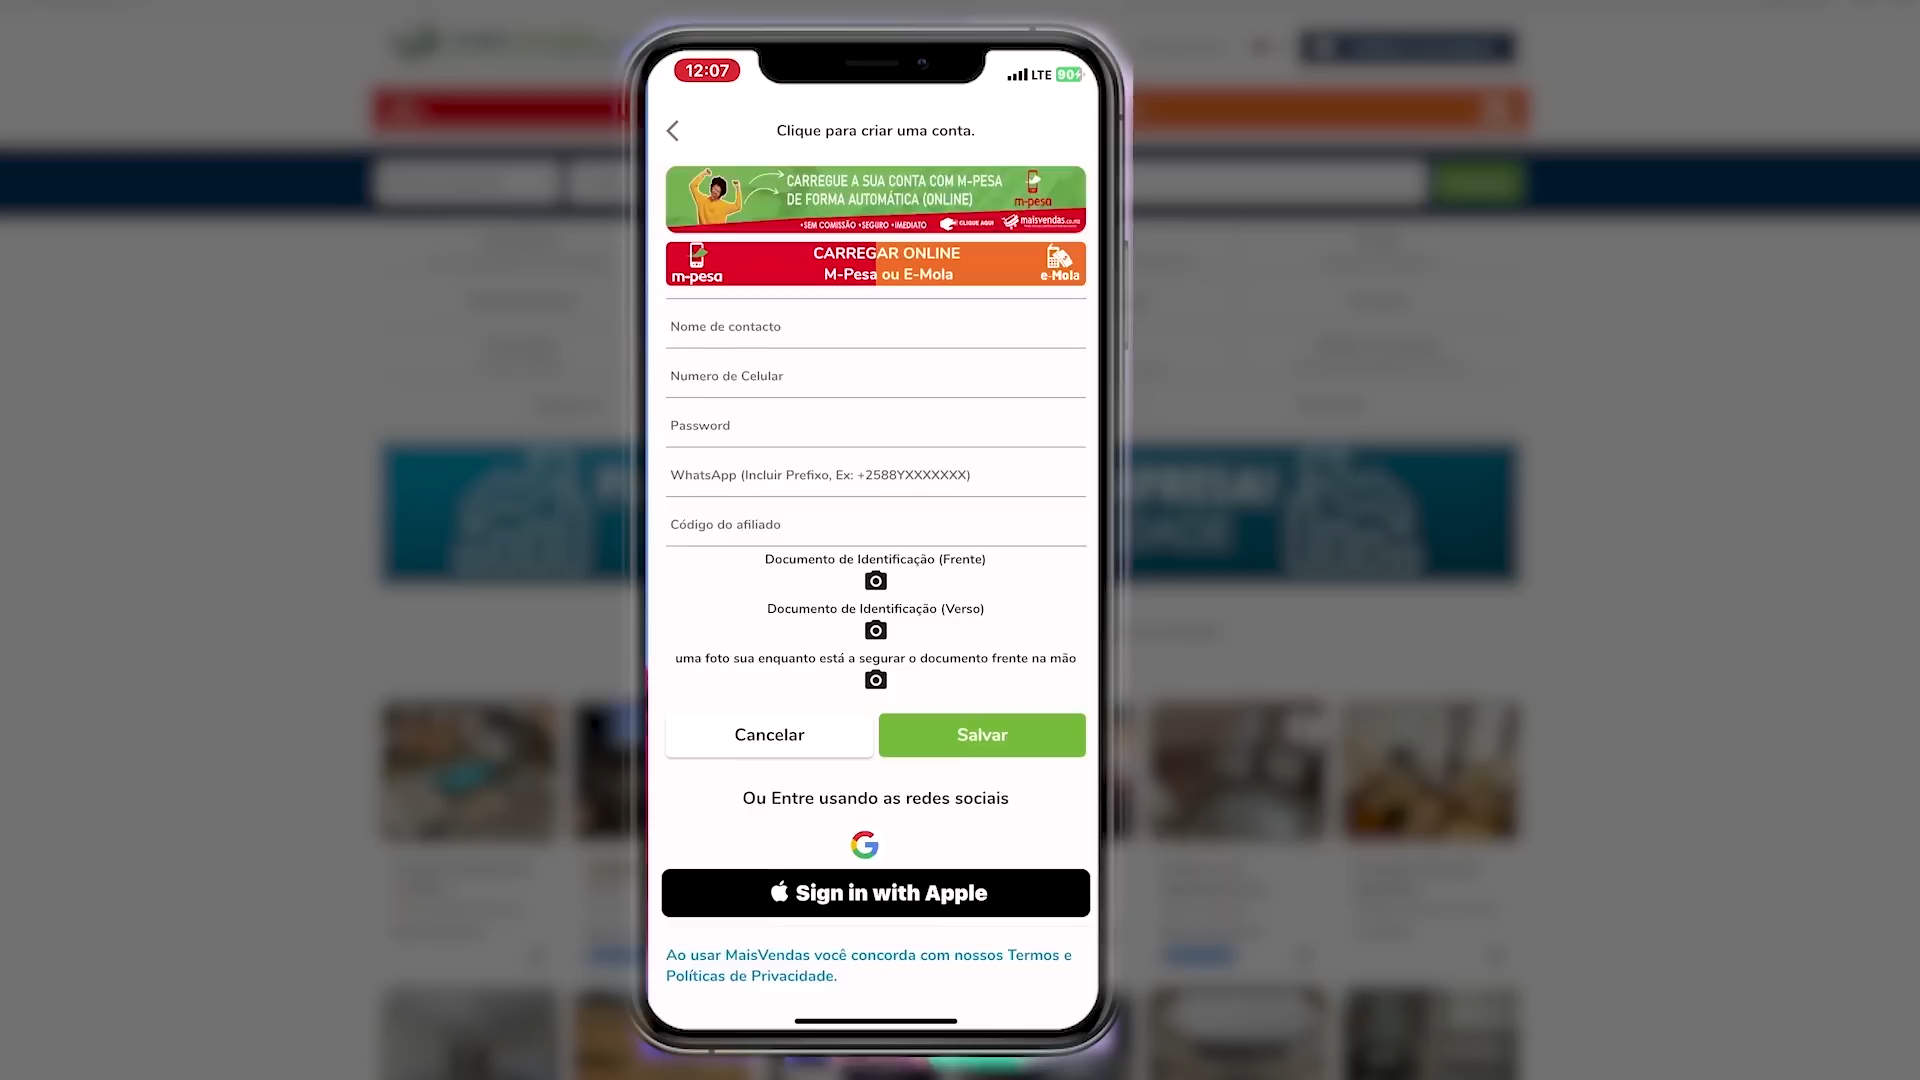 12:07
LTE 90
Clique para criar uma conta.
CARREGUE A SUA CONTA COM M-PESA
DE FORMA AUTOMÁTICA (ONLINE)
m-pesa
•SEM COMISSÃO •SEGURO •IMEDIATO
CLIQUE AQUI
maisvendas.co.mz
CARREGAR ONLINE
M-Pesa ou E-Mola
m-pesa
e-Mola
Nome de contacto
Numero de Celular
Password
WhatsApp (Incluir Prefixo, Ex: +2588YXXXXXXX)
Código do afiliado
Documento de Identificação (Frente)
Documento de Identificação (Verso)
uma foto sua enquanto está a segurar o documento frente na mão
Cancelar
Salvar
Ou Entre usando as redes sociais
Sign in with Apple
Ao usar MaisVendas você concorda com nossos Termos e
Políticas de Privacidade.